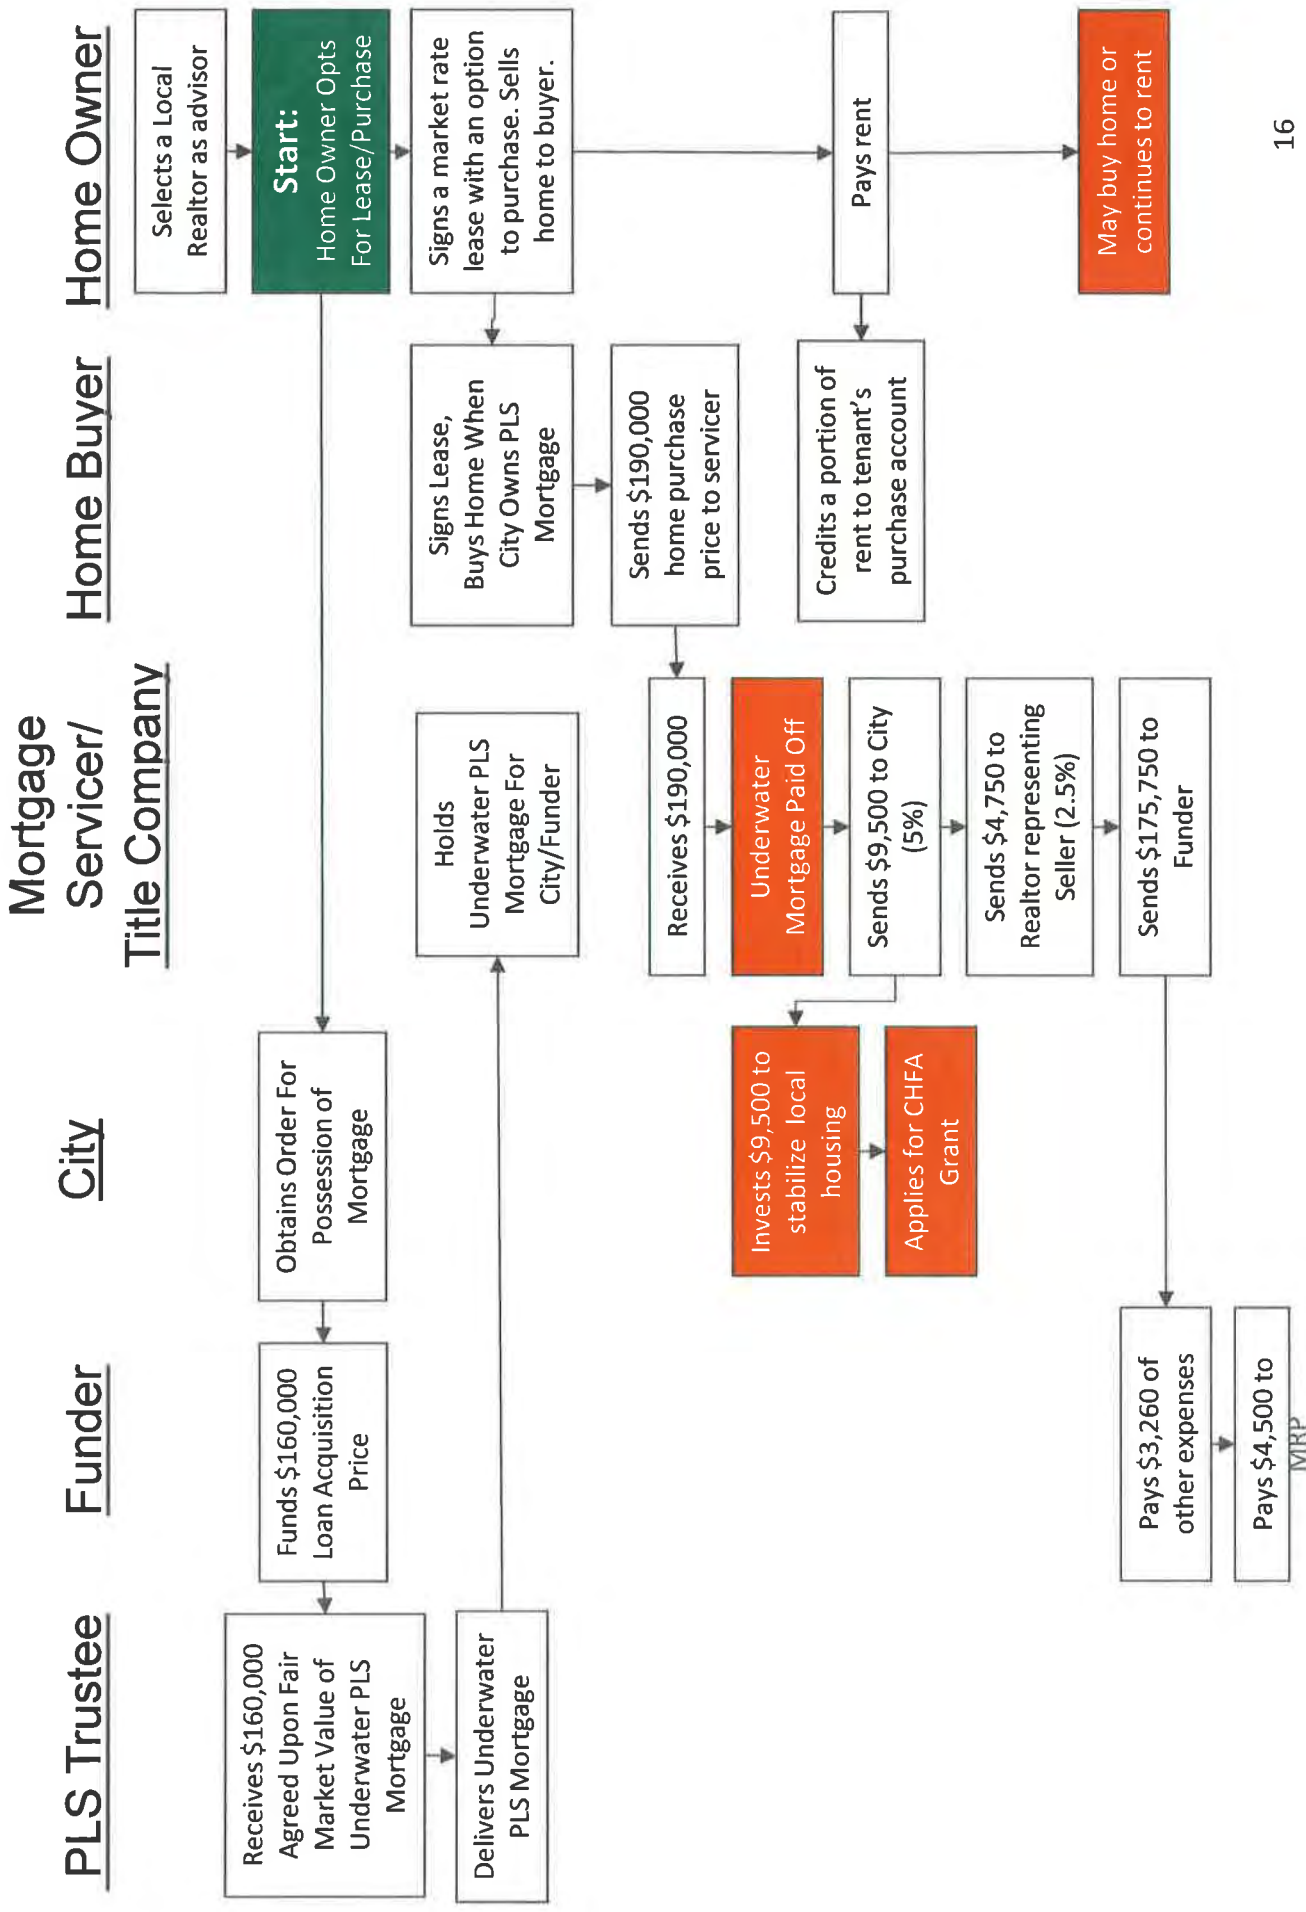 PLS Trustee
Receives $160,000
Agreed Upon Fair
Market Value of
Underwater PLS
Mortgage
Delivers Underwater
PLS Mortgage
Funder
Funds $160,000
Loan Acquisition
Price
Pays $3,260 of
other expenses
Pays $4,500 to
MRP
City
Obtains Order For
Possession of
Mortgage
Invests $9,500 to
stabilize local
housing
Applies for CHFA
Grant
Mortgage
Servicer/
Title Company
Holds
Underwater PLS
Mortgage For
City/Funder
Receives $190,000
Underwater
Mortgage Paid Off
Sends $9,500 to City
(5%)
Sends $4,750 to
Realtor representing
Seller (2.5%)
Sends $175,750 to
Funder
Home Buyer
Signs Lease,
Buys Home When
City Owns PLS
Mortgage
Sends $190,000
home purchase
price to servicer
Credits a portion of
rent to tenant's
purchase account
Home Owner
Selects a Local
Realtor as advisor
Start:
Home Owner Opts
For Lease/Purchase
Signs a market rate
lease with an option
to purchase. Sells
home to buyer.
Pays rent
May buy home or
continues to rent
16